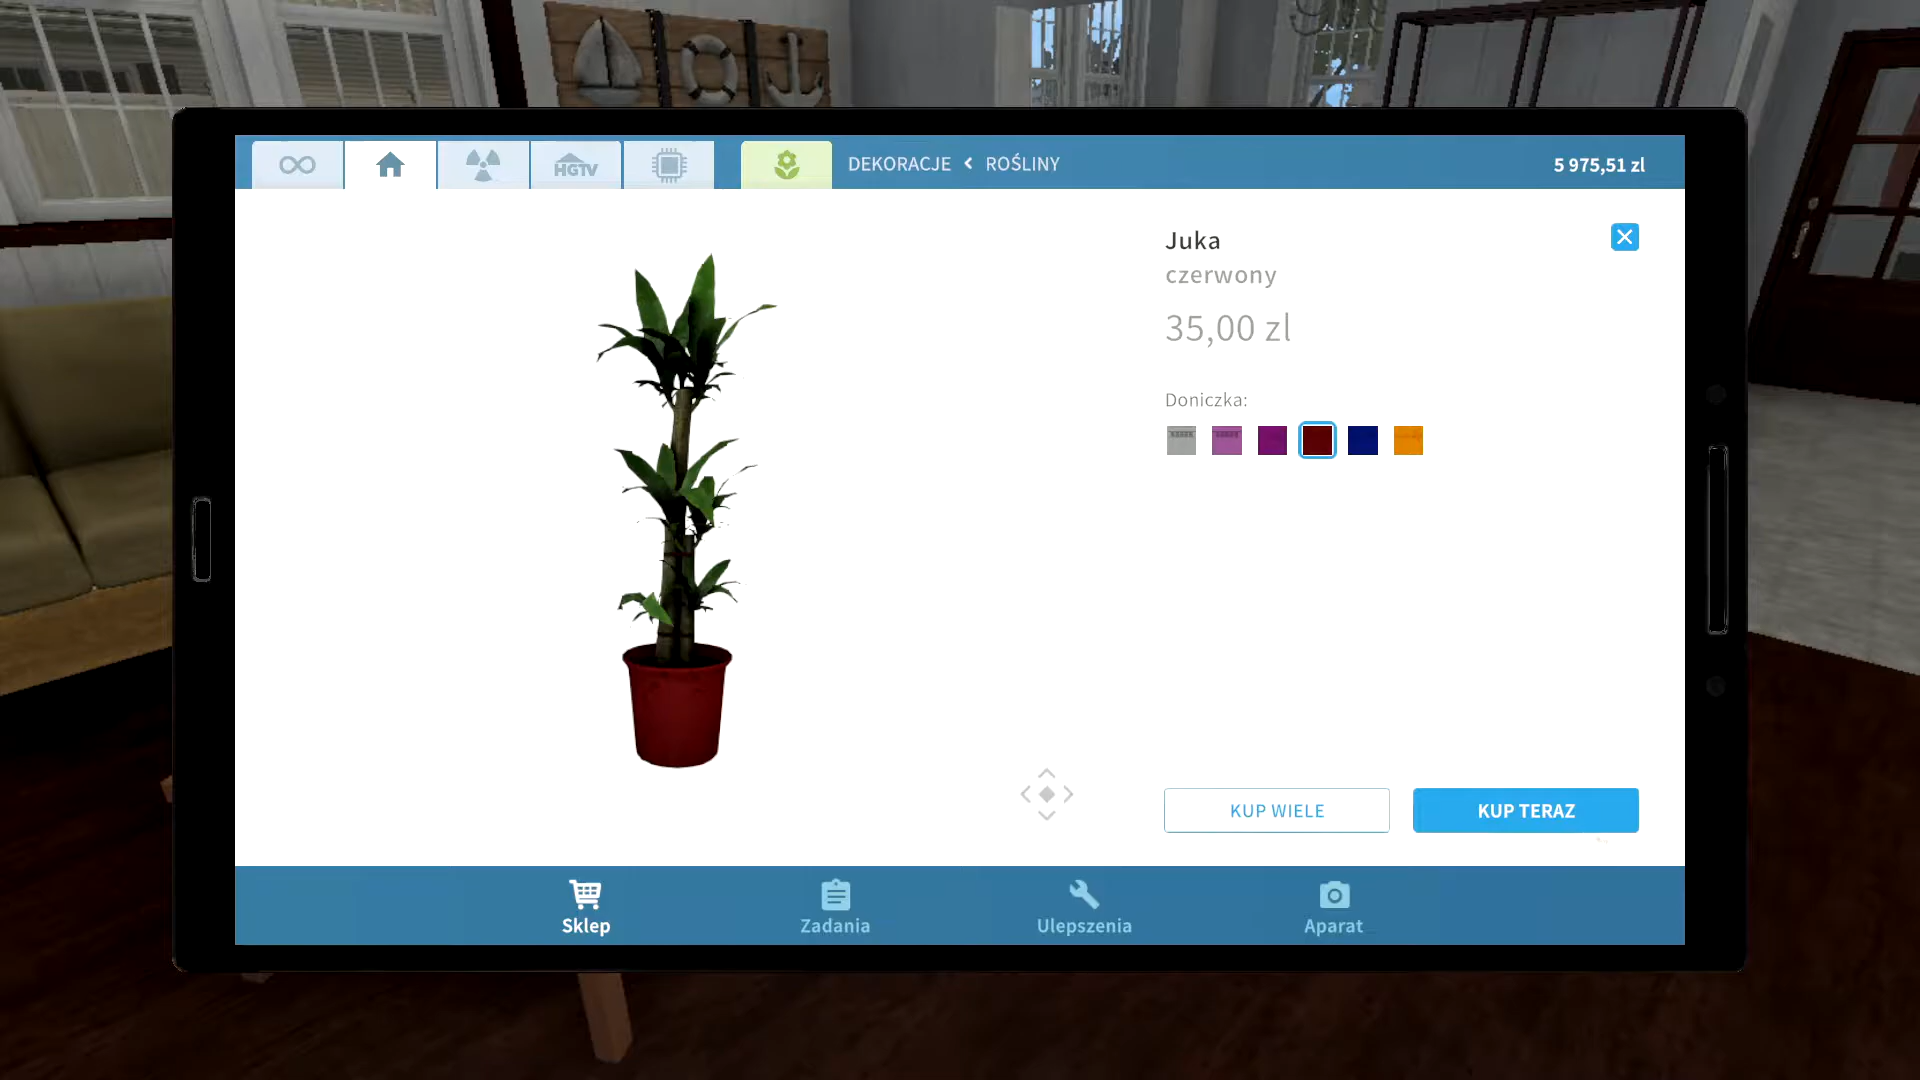 HGTV
DEKORACJE < ROŚLINY
5 975,51 zl
Juka
czerwony
35,00 zl
Doniczka:
KUP WIELE
KUP TERAZ
Sklep
Zadania
Ulepszenia
Aparat